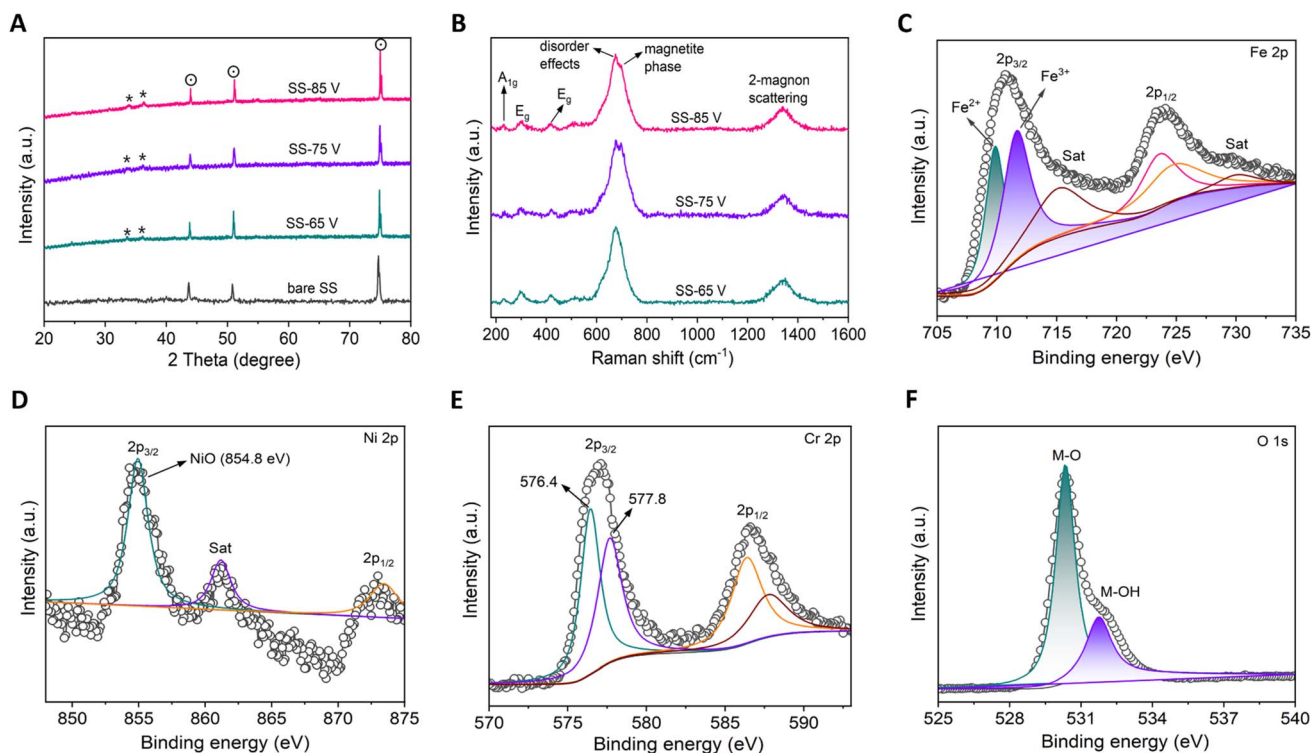 A
SS-85 V
SS-75 V
SS-65 V
bare SS
* *
* *
* *
Intensity (a.u.)
20 30 40 50 60 70 80
2 Theta (degree)
B
disorder
effects
magnetite
phase
A1g
Eg
Eg
2-magnon
scattering
SS-85 V
SS-75 V
SS-65 V
Intensity (a.u.)
200 400 600 800 1000 1200 1400 1600
Raman shift (cm-1)
C
Fe 2p
2p3/2
Fe3+
Fe2+
2p1/2
Sat
Sat
Intensity (a.u.)
705 710 715 720 725 730 735
Binding energy (eV)
D
Ni 2p
2p3/2
NiO (854.8 eV)
Sat
2p1/2
Intensity (a.u.)
850 855 860 865 870 875
Binding energy (eV)
E
Cr 2p
2p3/2
576.4
577.8
2p1/2
Intensity (a.u.)
570 575 580 585 590
Binding energy (eV)
F
O 1s
M-O
M-OH
Intensity (a.u.)
525 528 531 534 537 540
Binding energy (eV)